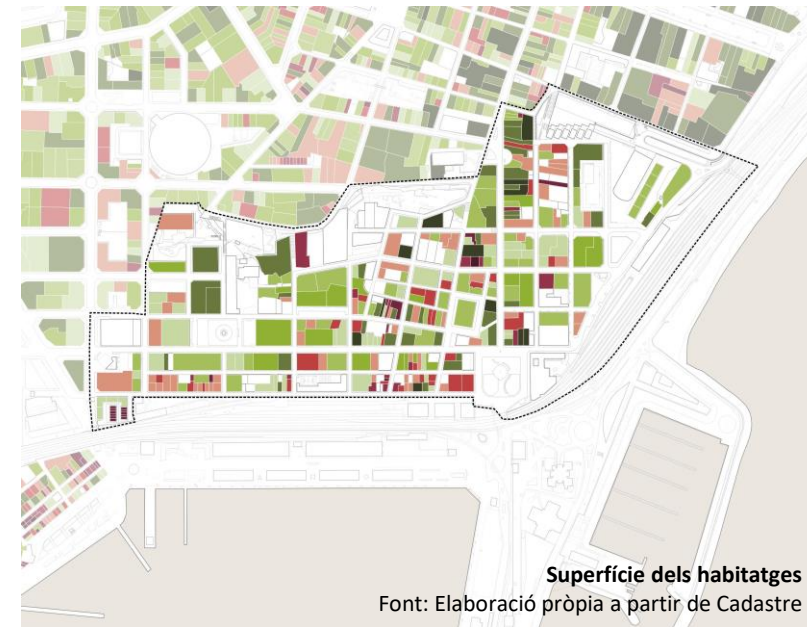 Superfície dels habitatges
Font: Elaboració pròpia a partir de Cadastre